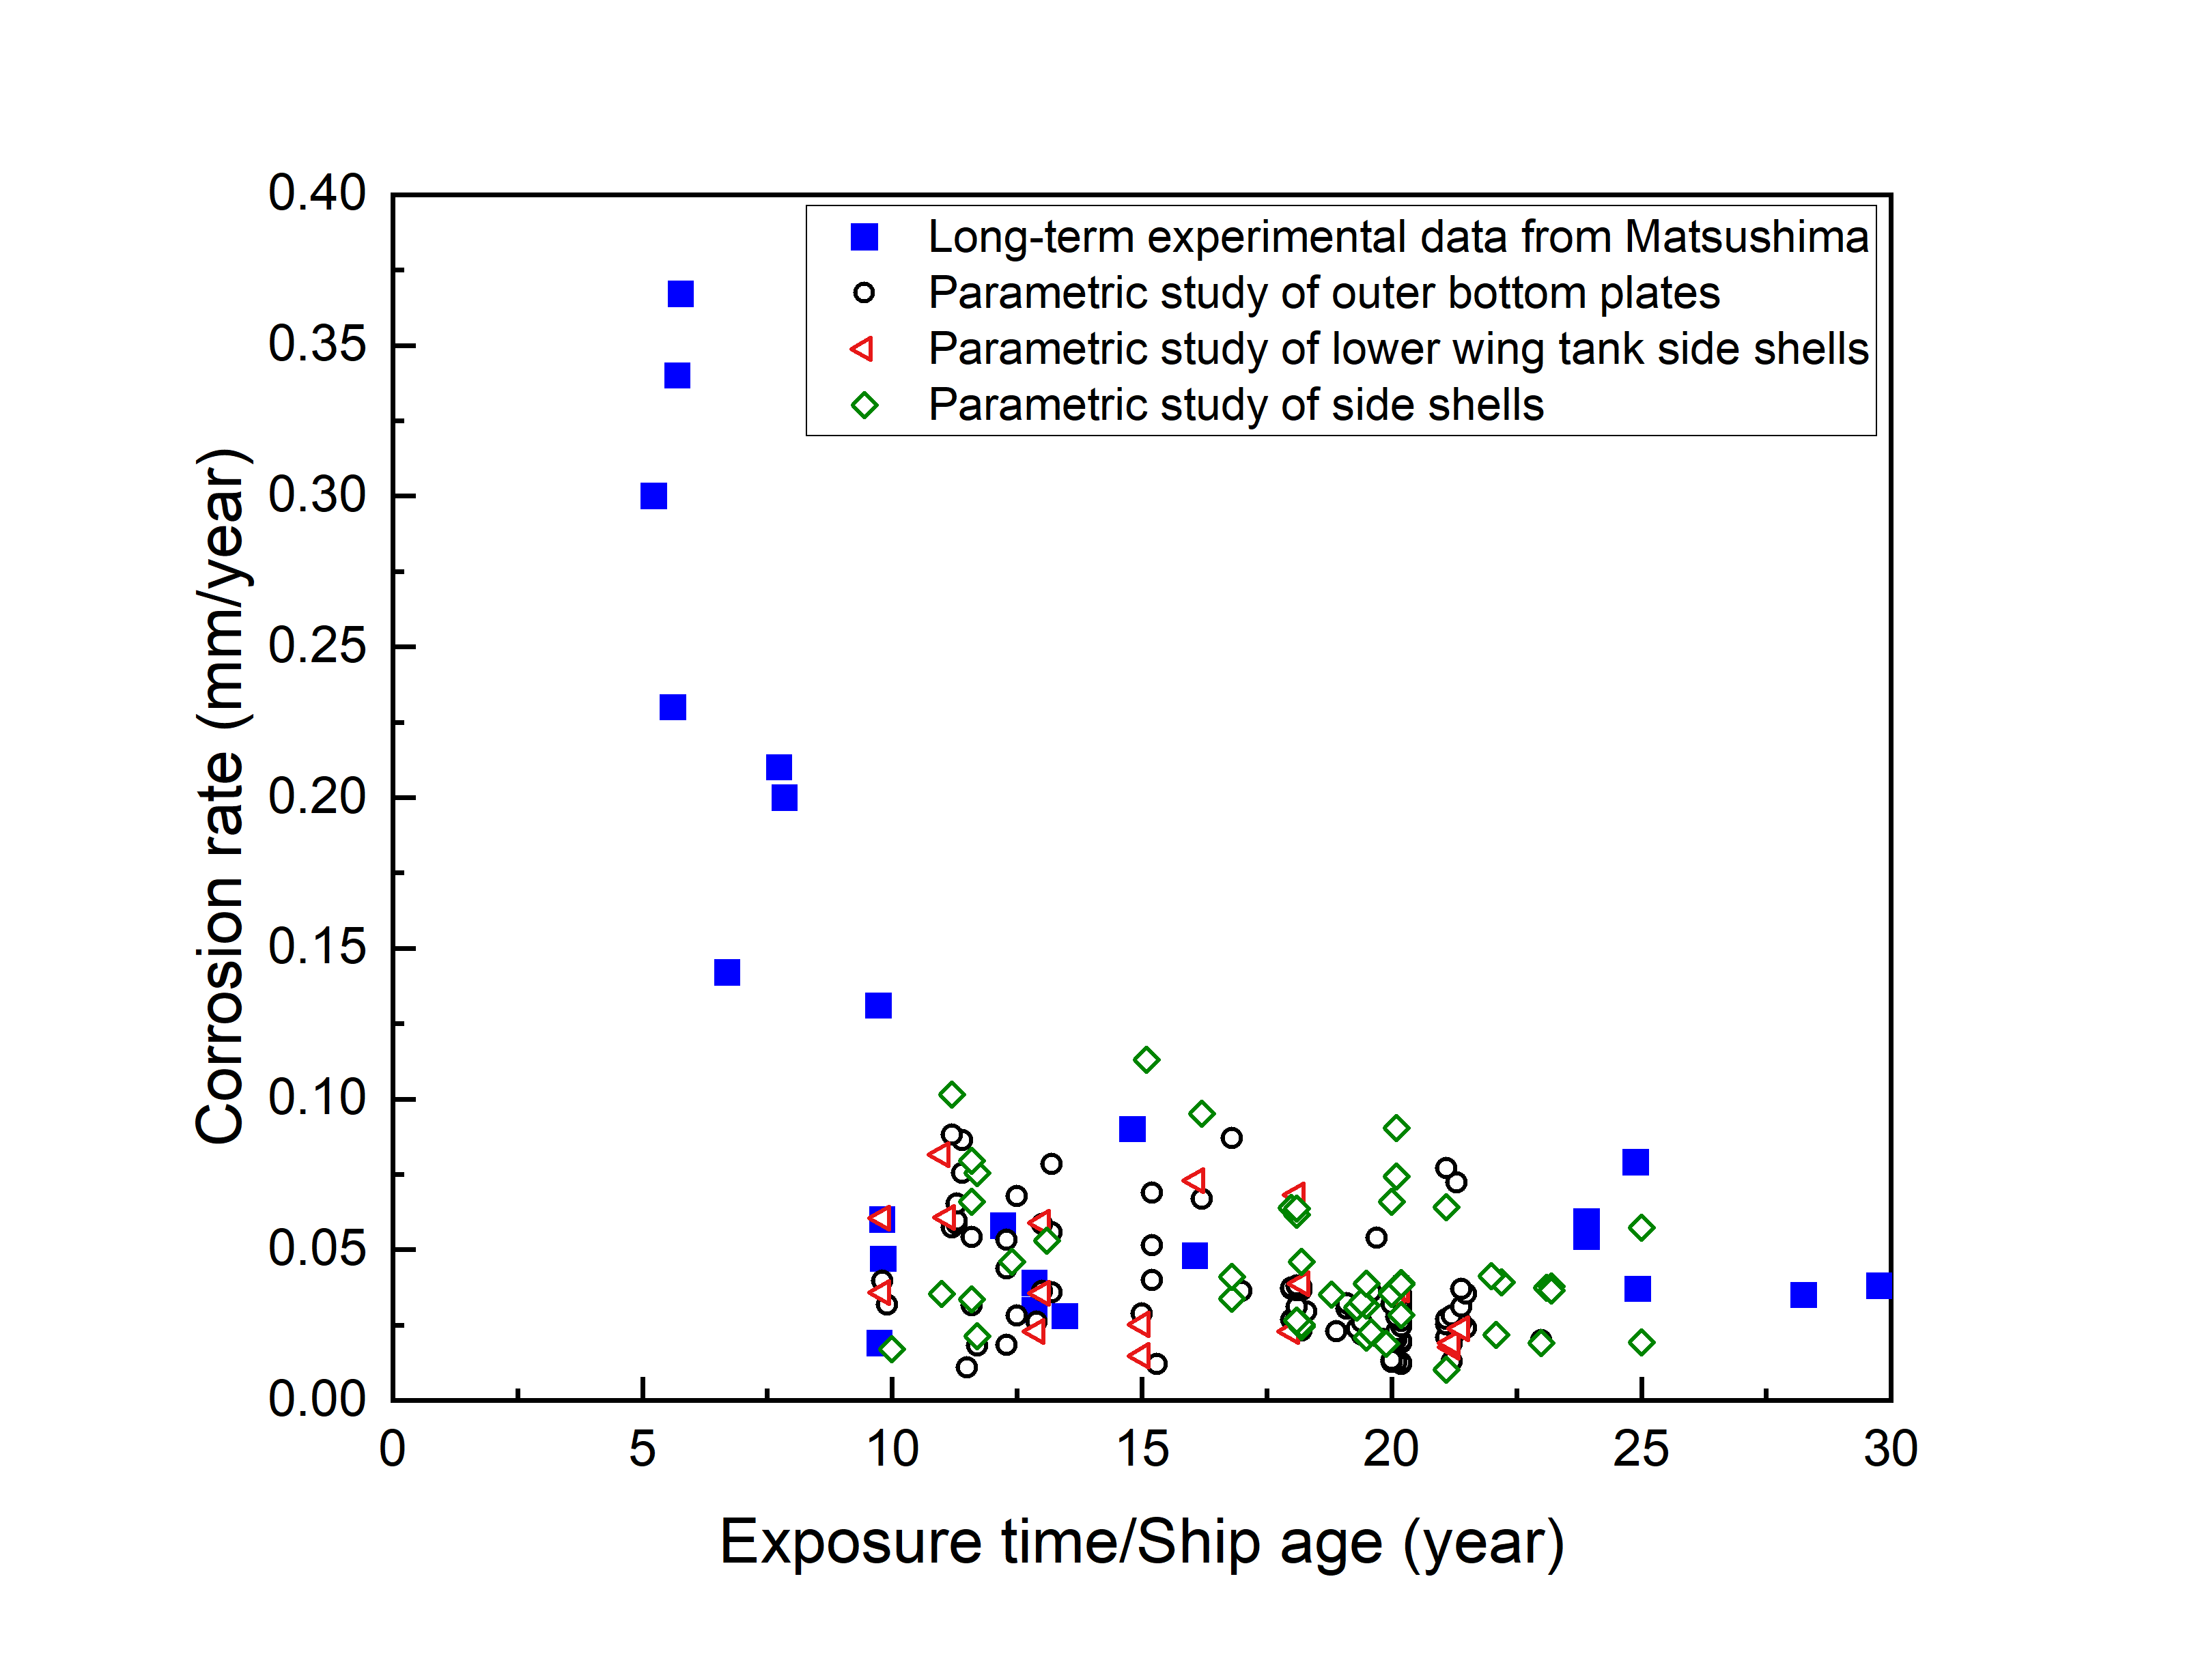 0.40
0.35
0.30
0.25
0.20
0.15
0.10
0.05
0.00
Corrosion rate (mm/year)
Long-term experimental data from Matsushima
Parametric study of outer bottom plates
Parametric study of lower wing tank side shells
Parametric study of side shells
0 5 10 15 20 25 30
Exposure time/Ship age (year)